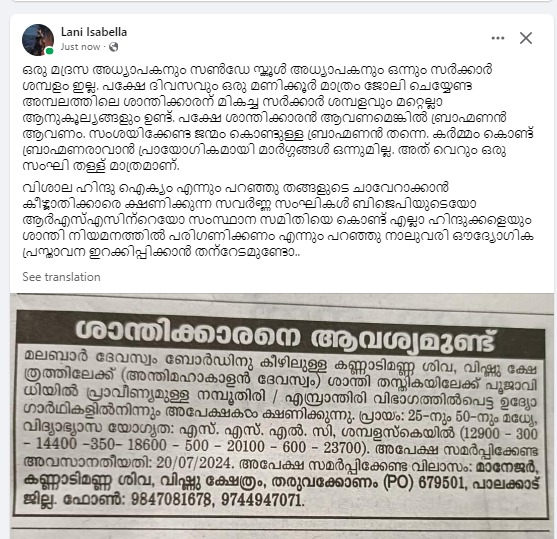 Lani Isabella
Just now
ഒരു മദ്രസ അധ്യാപകനും സൺഡേ സ്കൂൾ അധ്യാപകനും ഒന്നും സർക്കാർ
ശമ്പളം ഇല്ല. പക്ഷേ ദിവസവും ഒരു മണിക്കൂർ മാത്രം ജോലി ചെയ്യേണ്ട
അമ്പലത്തിലെ ശാന്തിക്കാരന് മികച്ച സർക്കാർ ശമ്പളവും മറ്റെല്ലാ
ആനുകൂല്യങ്ങളും ഉണ്ട്. പക്ഷേ ശാന്തിക്കാരൻ ആവണമെങ്കിൽ ബ്രാഹ്മണൻ
ആവണം. സംശയിക്കേണ്ട ജന്മം കൊണ്ടുള്ള ബ്രാഹ്മണൻ തന്നെ. കർമ്മം കൊണ്ട്
ബ്രാഹ്മണരാവാൻ പ്രായോഗികമായി മാർഗ്ഗങ്ങൾ ഒന്നുമില്ല. അത് വെറും ഒരു
സംഘി തള്ള് മാത്രമാണ്.
വിശാല ഹിന്ദു ഐക്യം എന്നും പറഞ്ഞു തങ്ങളുടെ ചാവേറാക്കാൻ
കീഴ്ജാതിക്കാരെ ക്ഷണിക്കുന്ന സവർണ്ണ സംഘികൾ ബിജെപിയുടെയോ
ആർഎസ്എസിന്റെയോ സംസ്ഥാന സമിതിയെ കൊണ്ട് എല്ലാ ഹിന്ദുക്കളെയും
ശാന്തി നിയമനത്തിൽ പരിഗണിക്കണം എന്നും പറഞ്ഞു നാലുവരി ഔദ്യോഗിക
പ്രസ്താവന ഇറക്കിപ്പിക്കാൻ തന്റേടമുണ്ടോ..
See translation
ശാന്തിക്കാരനെ ആവശ്യമുണ്ട്
മലബാർ ദേവസ്വം ബോർഡിനു കീഴിലുള്ള കണ്ണാടിമണ്ണ ശിവ, വിഷ്ണു ക്ഷേ
ത്രത്തിലേക്ക് (അന്തിമഹാകാളൻ ദേവസ്വം) ശാന്തി തസ്തികയിലേക്ക് പൂജാവി
ധിയിൽ പ്രാവീണ്യമുള്ള നമ്പൂതിരി / എമ്പ്രാന്തിരി വിഭാഗത്തിൽപെട്ട ഉദ്യോ
ഗാർഥികളിൽനിന്നും അപേക്ഷകൾ ക്ഷണിക്കുന്നു. പ്രായം: 25-നും 50-നും മധ്യേ,
വിദ്യാഭ്യാസ യോഗ്യത: എസ്. എസ്. എൽ. സി, ശമ്പളസ്കെയിൽ (12900 - 300
- 14400 -350- 18600 - 500 - 20100 - 600 - 23700). അപേക്ഷ സമർപ്പിക്കേണ്ട
അവസാനതീയതി: 20/07/2024. അപേക്ഷ സമർപ്പിക്കേണ്ട വിലാസം: മാനേജർ,
കണ്ണാടിമണ്ണ ശിവ, വിഷ്ണു ക്ഷേത്രം, തരുവക്കോണം (PO) 679501, പാലക്കാട്
ജില്ല. ഫോൺ: 9847081678, 9744947071.